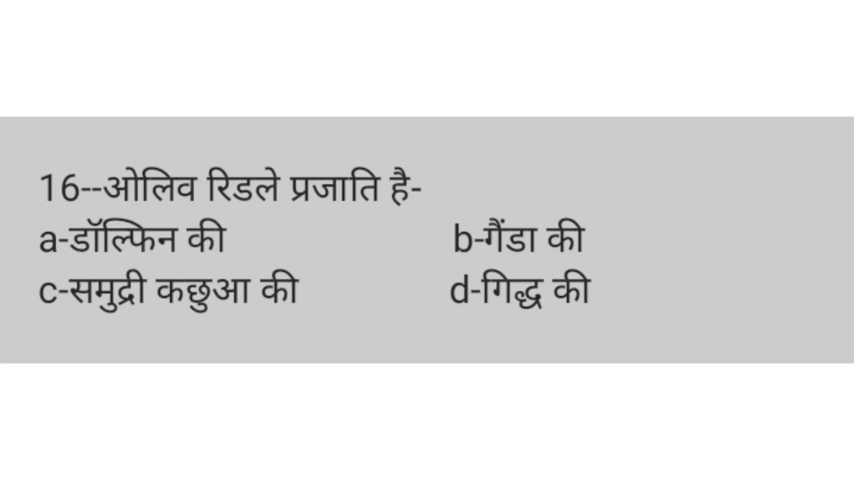 16--ओलिव रिडले प्रजाति है-
a-डॉल्फिन की b-गैंडा की
c-समुद्री कछुआ की d-गिद्ध की